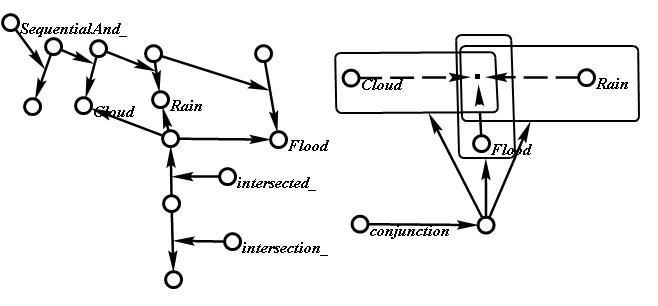 SequentialAnd_
Cloud
Rain
Flood
intersected_
intersection_
Cloud
Rain
Flood
conjunction